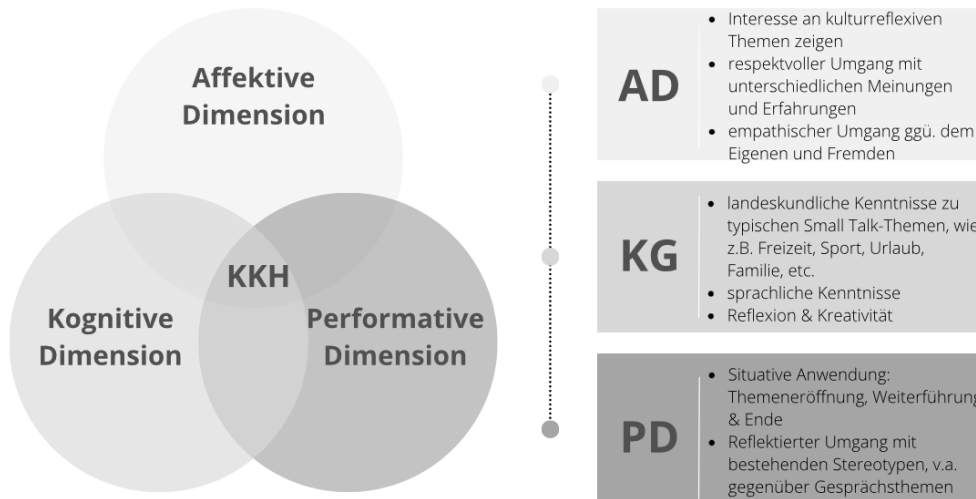 Affektive
Dimension
KKH
Kognitive
Dimension
Performative
Dimension
AD
• Interesse an kulturreflexiven
Themen zeigen
• respektvoller Umgang mit
unterschiedlichen Meinungen
und Erfahrungen
• empathischer Umgang ggü. dem
Eigenen und Fremden
KG
• landeskundliche Kenntnisse zu
typischen Small Talk-Themen, wie
z.B. Freizeit, Sport, Urlaub,
Familie, etc.
• sprachliche Kenntnisse
• Reflexion & Kreativität
PD
• Situative Anwendung:
Themeneröffnung, Weiterführung
& Ende
• Reflektierter Umgang mit
bestehenden Stereotypen, v.a.
gegenüber Gesprächsthemen